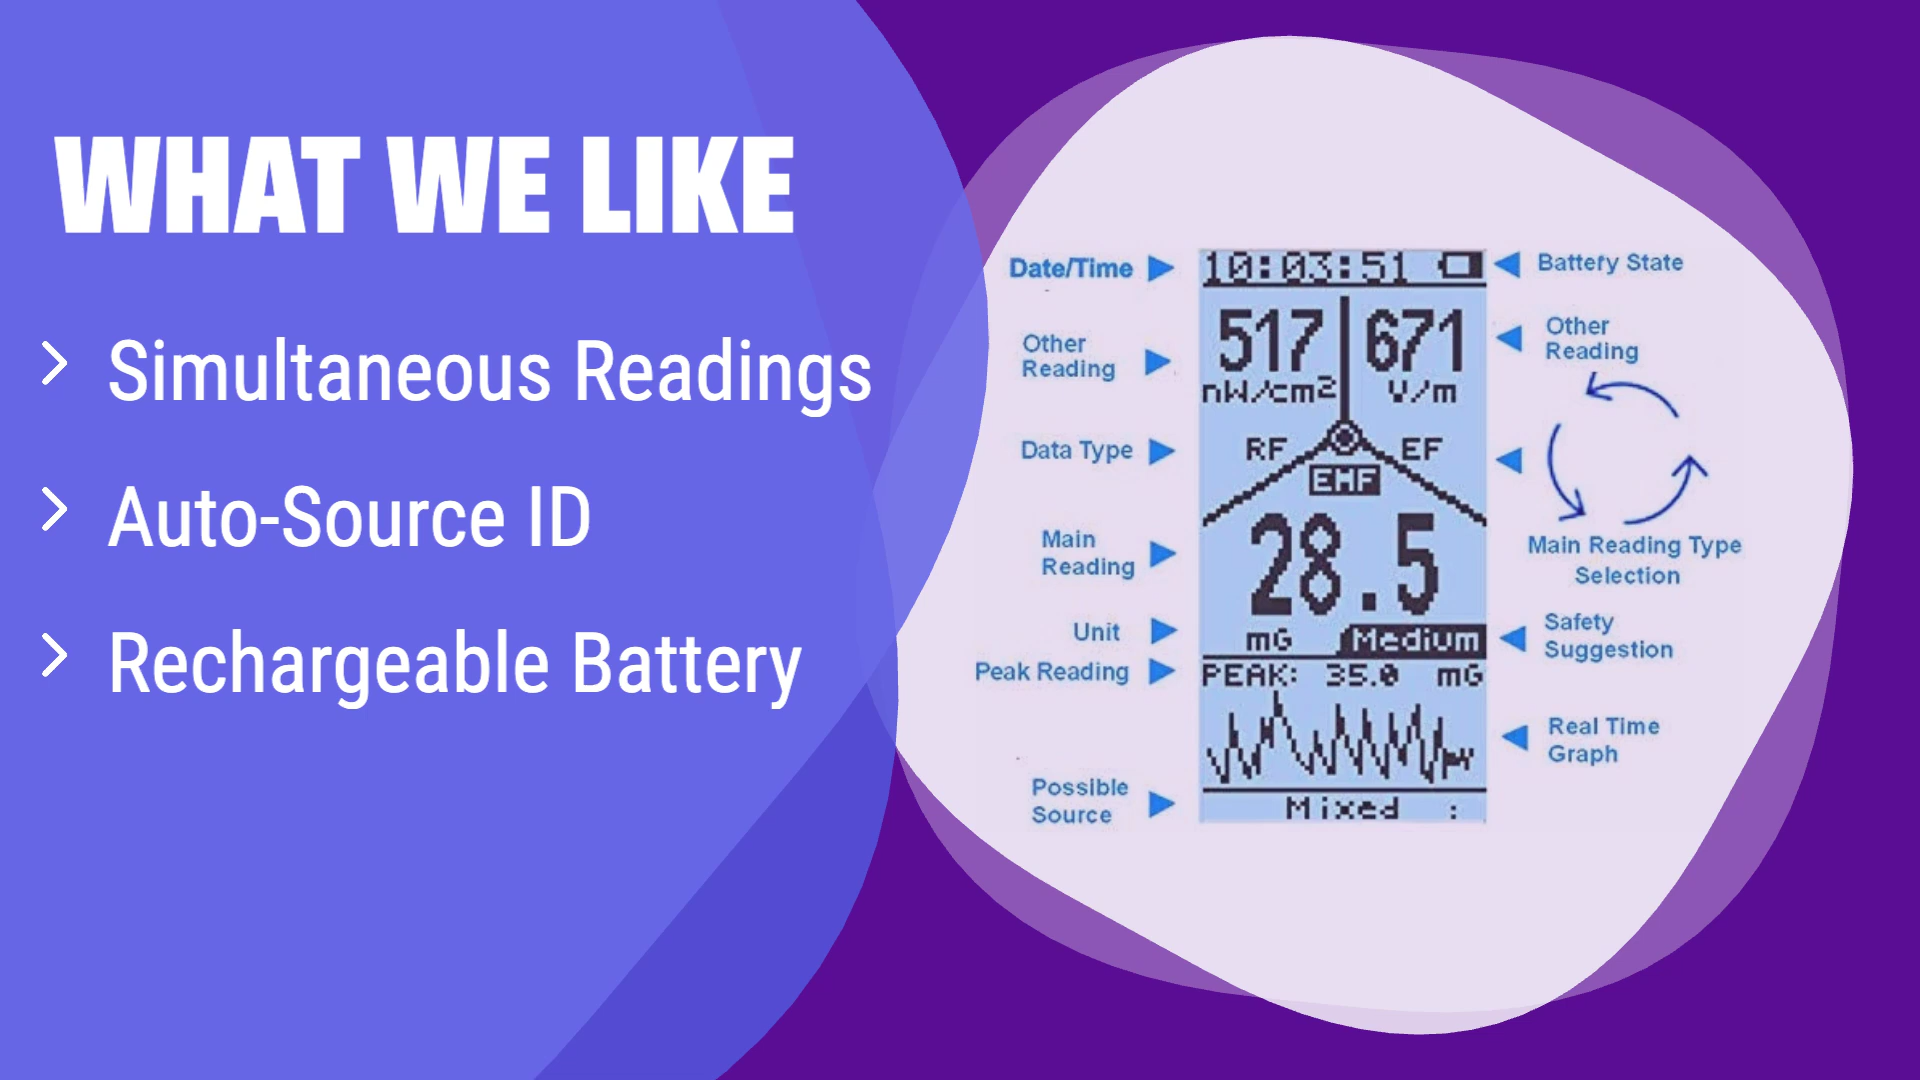 WHAT WE LIKE
Simultaneous Readings
Auto-Source ID
Rechargeable Battery
Date/Time
Other
Reading
Data Type
Main
Reading
Unit
Peak Reading
Possible
Source
10:03:51
517 671
nW/cm2 V/m
RF EF
EMF
28.5
mG Medium
PEAK: 35.0 mG
Mixed :
Battery State
Other
Reading
Main Reading Type
Selection
Safety
Suggestion
Real Time
Graph